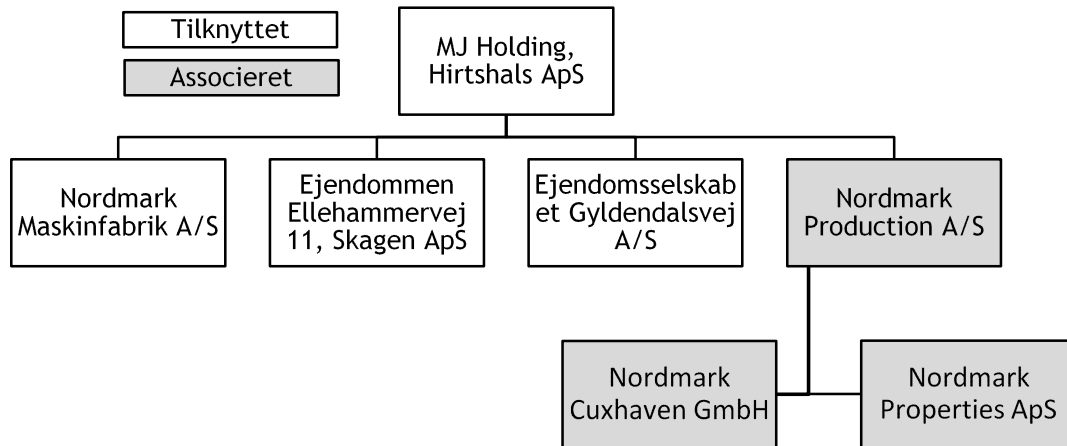 Tilknyttet
Associeret
MJ Holding,
Hirtshals ApS
Nordmark
Maskinfabrik A/S
Ejendommen
Ellehammervej
11, Skagen ApS
Ejendomsselskab
et Gyldendalsvej
A/S
Nordmark
Production A/S
Nordmark
Cuxhaven GmbH
Nordmark
Properties ApS